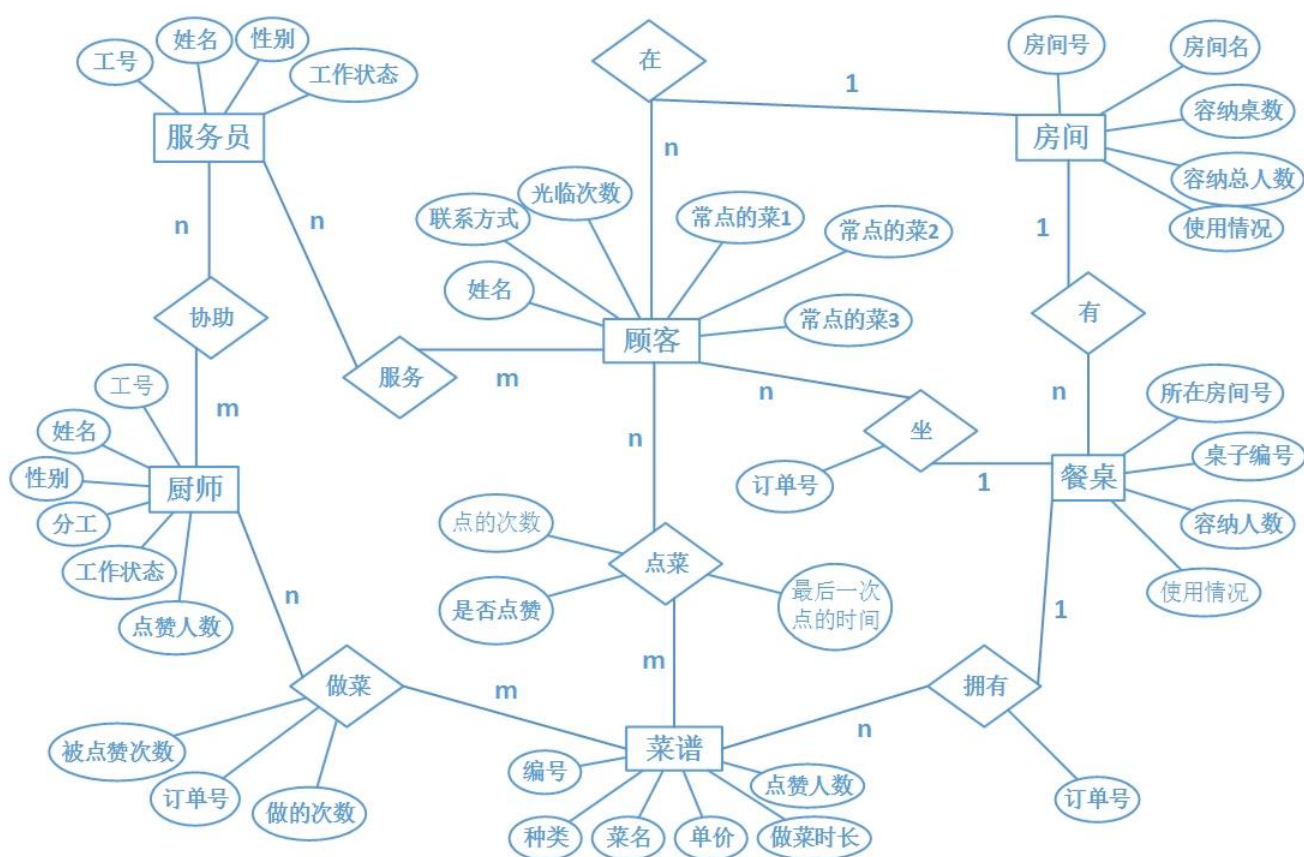 工号
姓名
性别
工作状态
服务员
在
1
n
房间号
房间名
容纳桌数
容纳总人数
使用情况
房间
n
n
协助
m
服务
m
联系方式
光临次数
姓名
常点的菜1
常点的菜2
常点的菜3
顾客
1
有
n
n
坐
订单号
1
所在房间号
桌子编号
容纳人数
使用情况
餐桌
工号
姓名
性别
分工
工作状态
点赞人数
厨师
n
n
点的次数
是否点赞
点菜
最后一次
点的时间
m
1
做菜
m
被点赞次数
订单号
做的次数
拥有
n
订单号
菜谱
编号
种类
菜名
单价
做菜时长
点赞人数